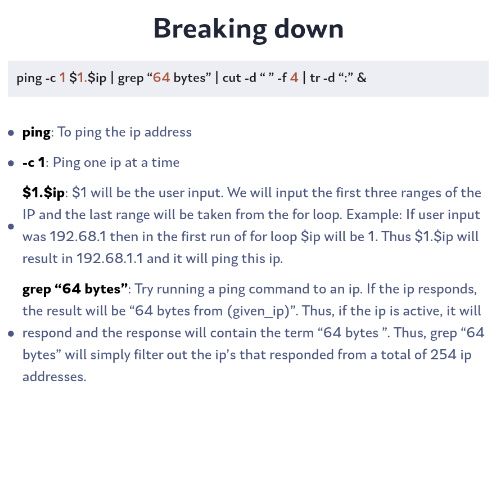 Breaking down
ping -c 1 $1.$ip | grep “64 bytes” | cut -d “ ” -f 4 | tr -d “:” &
• ping: To ping the ip address
• -c 1: Ping one ip at a time
$1.$ip: $1 will be the user input. We will input the first three ranges of the
IP and the last range will be taken from the for loop. Example: If user input
• was 192.68.1 then in the first run of for loop $ip will be 1. Thus $1.$ip will
result in 192.68.1.1 and it will ping this ip.
grep “64 bytes”: Try running a ping command to an ip. If the ip responds,
the result will be “64 bytes from (given_ip)”. Thus, if the ip is active, it will
• respond and the response will contain the term “64 bytes ”. Thus, grep “64
bytes” will simply filter out the ip’s that responded from a total of 254 ip
addresses.